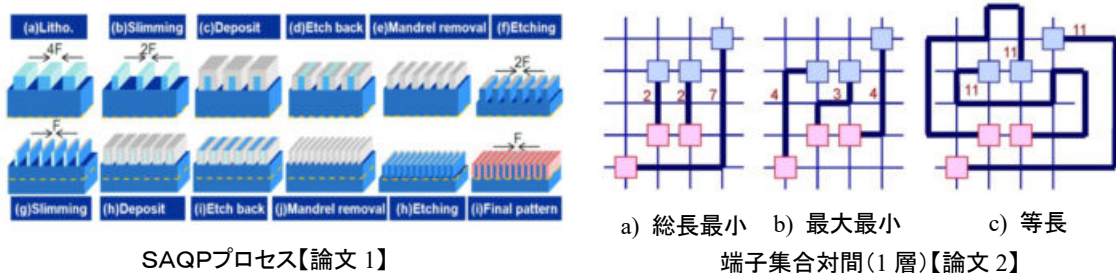 (a)Litho.
(b)Slimming
(c)Deposit
(d)Etch back
(e)Mandrel removal
(f)Etching
4F
2F
2F
F
F
(g)Slimming
(h)Deposit
(i)Etch back
(j)Mandrel removal
(h)Etching
(i)Final pattern
SAQPプロセス【論文 1】
2
2
7
4
3
4
11
11
11
a) 総長最小
b) 最大最小
c) 等長
端子集合対間(1 層)【論文 2】